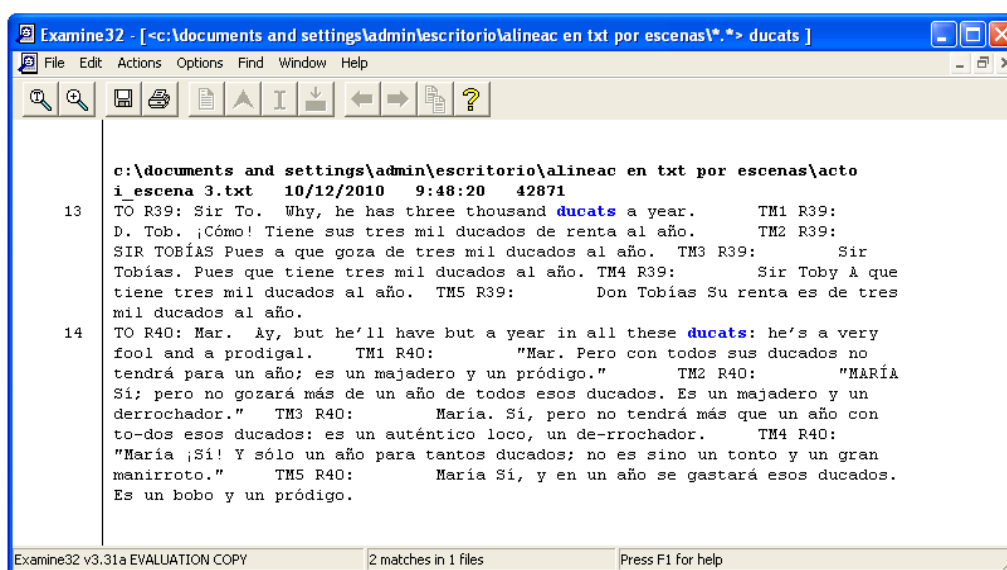 Examine32 - [<c:\documents and settings\admin\escritorio\alineac en txt por escenas\*.*> ducats ]
File Edit Actions Options Find Window Help
c:\documents and settings\admin\escritorio\alineac en txt por escenas\acto
i_escena 3.txt 10/12/2010 9:48:20 42871
13 TO R39: Sir To. Why, he has three thousand ducats a year. TM1 R39:
D. Tob. ¡Cómo! Tiene sus tres mil ducados de renta al año. TM2 R39:
SIR TOBÍAS Pues a que goza de tres mil ducados al año. TM3 R39: Sir
Tobías. Pues que tiene tres mil ducados al año. TM4 R39: Sir Toby A que
tiene tres mil ducados al año. TM5 R39: Don Tobías Su renta es de tres
mil ducados al año.
14 TO R40: Mar. Ay, but he'll have but a year in all these ducats: he's a very
fool and a prodigal. TM1 R40: "Mar. Pero con todos sus ducados no
tendrá para un año; es un majadero y un pródigo." TM2 R40: "MARÍA
Sí; pero no gozará más de un año de todos esos ducados. Es un majadero y un
derrochador." TM3 R40: María. Sí, pero no tendrá más que un año con
to-dos esos ducados: es un auténtico loco, un de-rrochador. TM4 R40:
"María ¡Sí! Y sólo un año para tantos ducados; no es sino un tonto y un gran
manirroto." TM5 R40: María Sí, y en un año se gastará esos ducados.
Es un bobo y un pródigo.
Examine32 v3.31a EVALUATION COPY 2 matches in 1 files Press F1 for help